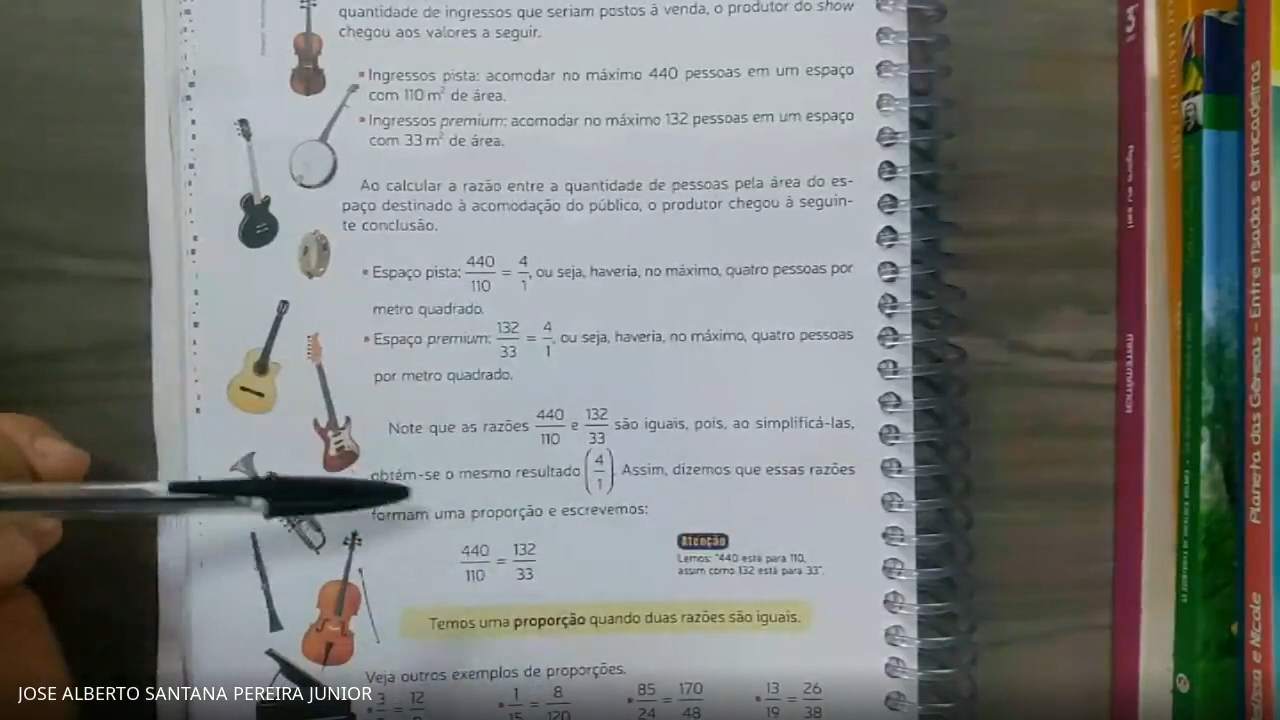 quantidade de ingressos que seriam postos à venda, o produtor do show
chegou aos valores a seguir.
• Ingressos pista: acomodar no máximo 440 pessoas em um espaço
com 110 m² de área.
• Ingressos premium: acomodar no máximo 132 pessoas em um espaço
com 33 m² de área.
Ao calcular a razão entre a quantidade de pessoas pela área do es-
paço destinado à acomodação do público, o produtor chegou à seguin-
te conclusão.
• Espaço pista: 440/110 = 4/1, ou seja, haveria, no máximo, quatro pessoas por
metro quadrado.
• Espaço premium: 132/33 = 4/1, ou seja, haveria, no máximo, quatro pessoas
por metro quadrado.
Note que as razões 440/110 e 132/33 são iguais, pois, ao simplificá-las,
obtém-se o mesmo resultado (4/1). Assim, dizemos que essas razões
formam uma proporção e escrevemos:
440/110 = 132/33
Atenção
Lemos: "440 está para 110,
assim como 132 está para 33".
Temos uma proporção quando duas razões são iguais.
Veja outros exemplos de proporções.
• 3/ = 12/
• 1/15 = 8/120
• 85/24 = 170/48
• 13/19 = 26/38
MATEMÁTICA
Planeta dos Gêneros - Entre risadas e brincadeiras
e Nicole
JOSE ALBERTO SANTANA PEREIRA JUNIOR